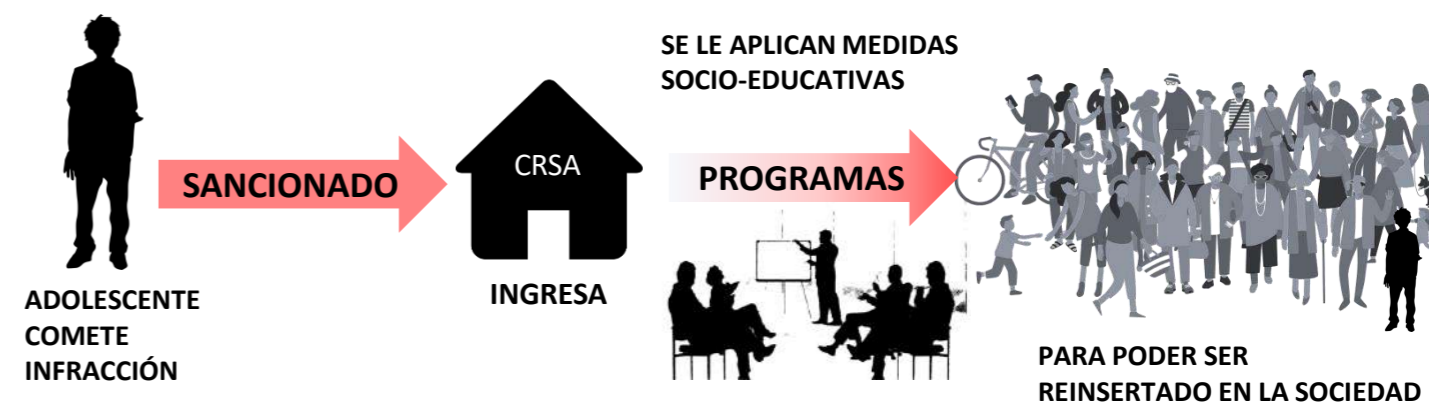 ADOLESCENTE
COMETE
INFRACCIÓN
SANCIONADO
CRSA
INGRESA
SE LE APLICAN MEDIDAS
SOCIO-EDUCATIVAS
PROGRAMAS
PARA PODER SER
REINSERTADO EN LA SOCIEDAD